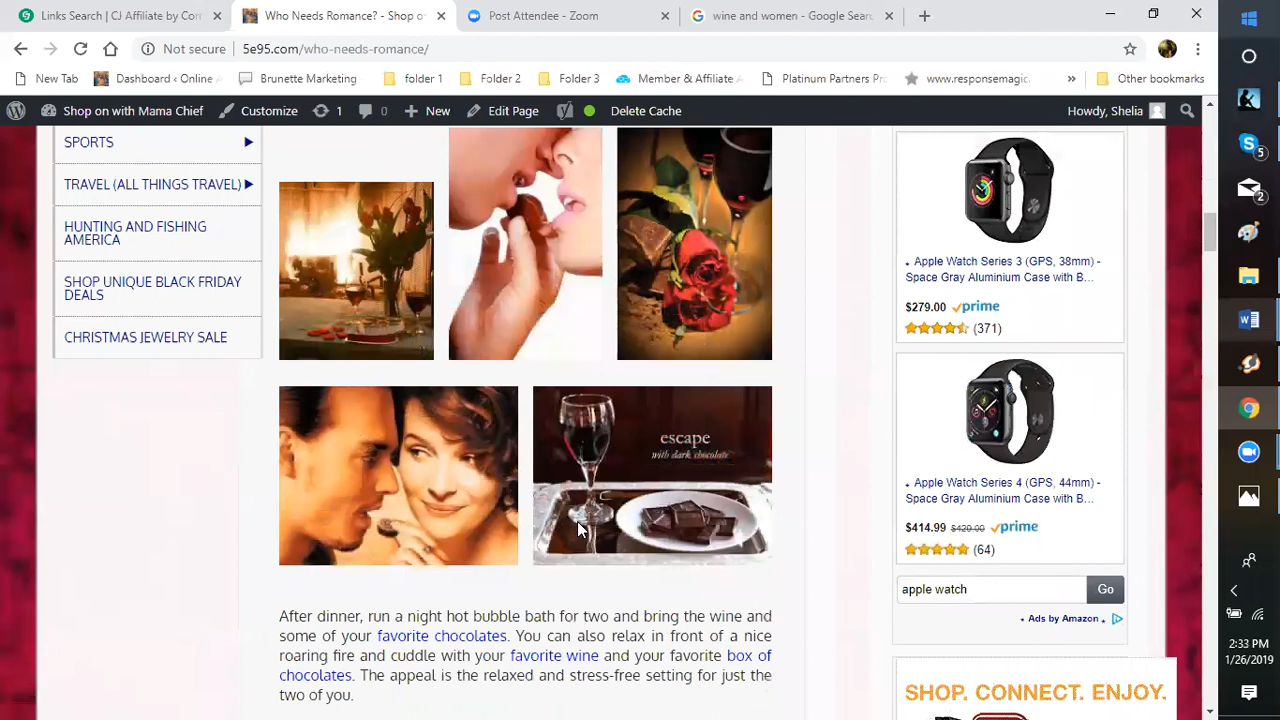 Links Search | CJ Affiliate by Con
Who Needs Romance? - Shop o
Post Attendee - Zoom
wine and women - Google Sear
Not secure
5e95.com/who-needs-romance/
New Tab
Dashboard ‹ Online A
Brunette Marketing
folder 1
Folder 2
Folder 3
Member & Affiliate A
Platinum Partners Pr
www.responsemagic.
»
Other bookmarks
Shop on with Mama Chief
Customize
1
0
New
Edit Page
Delete Cache
Howdy, Shelia
SPORTS
TRAVEL (ALL THINGS TRAVEL)
HUNTING AND FISHING
AMERICA
SHOP UNIQUE BLACK FRIDAY
DEALS
CHRISTMAS JEWELRY SALE
escape
with dark chocolate
After dinner, run a night hot bubble bath for two and bring the wine and
some of your favorite chocolates. You can also relax in front of a nice
roaring fire and cuddle with your favorite wine and your favorite box of
chocolates. The appeal is the relaxed and stress-free setting for just the
two of you.
Apple Watch Series 3 (GPS, 38mm) -
Space Gray Aluminium Case with B...
$279.00 prime
(371)
Apple Watch Series 4 (GPS, 44mm) -
Space Gray Aluminium Case with B...
$414.99 $429.00 prime
(64)
apple watch
Go
Ads by Amazon
SHOP. CONNECT. ENJOY.
5
2
2:33 PM
1/26/2019